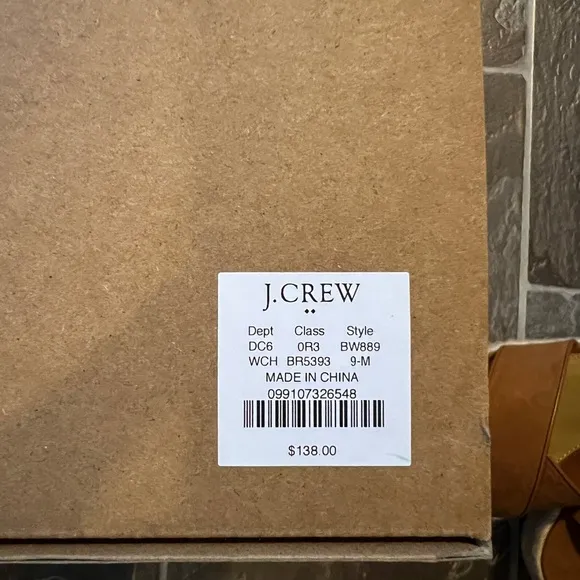 J.CREW
Dept Class Style
DC6 0R3 BW889
WCH BR5393 9-M
MADE IN CHINA
099107326548
$138.00